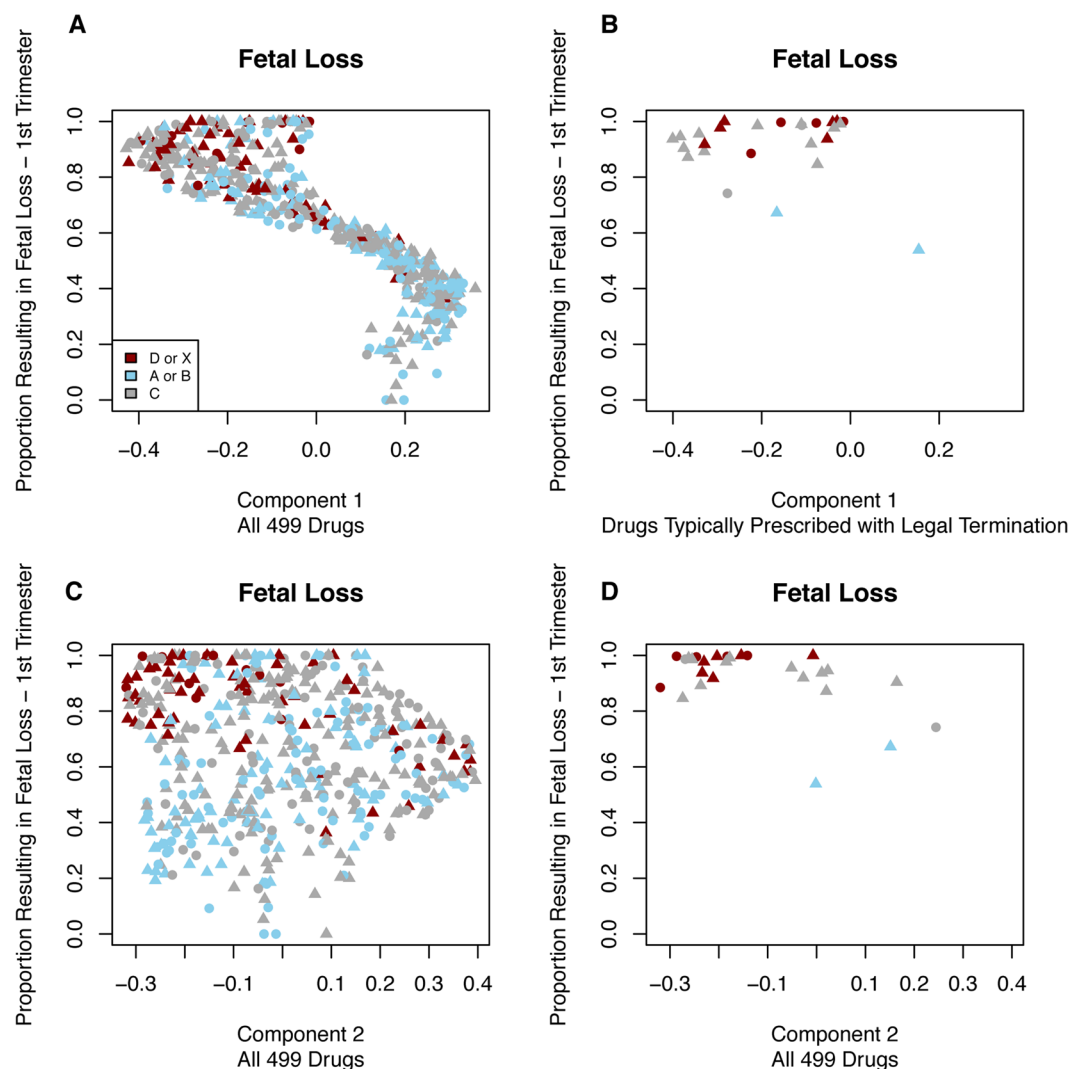 A
Fetal Loss
Proportion Resulting in Fetal Loss − 1st Trimester
0.0 0.2 0.4 0.6 0.8 1.0
D or X
A or B
C
−0.4 −0.2 0.0 0.2
Component 1
All 499 Drugs
B
Fetal Loss
Proportion Resulting in Fetal Loss − 1st Trimester
0.0 0.2 0.4 0.6 0.8 1.0
−0.4 −0.2 0.0 0.2
Component 1
Drugs Typically Prescribed with Legal Termination
C
Fetal Loss
Proportion Resulting in Fetal Loss − 1st Trimester
0.0 0.2 0.4 0.6 0.8 1.0
−0.3 −0.1 0.1 0.2 0.3 0.4
Component 2
All 499 Drugs
D
Fetal Loss
Proportion Resulting in Fetal Loss − 1st Trimester
0.0 0.2 0.4 0.6 0.8 1.0
−0.3 −0.1 0.1 0.2 0.3 0.4
Component 2
All 499 Drugs